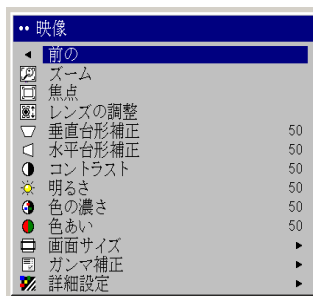 •• 映像
前の
ズーム
焦点
レンズの調整
垂直台形補正 50
水平台形補正 50
コントラスト 50
明るさ 50
色の濃さ 50
色あい 50
画面サイズ
ガンマ補正
詳細設定